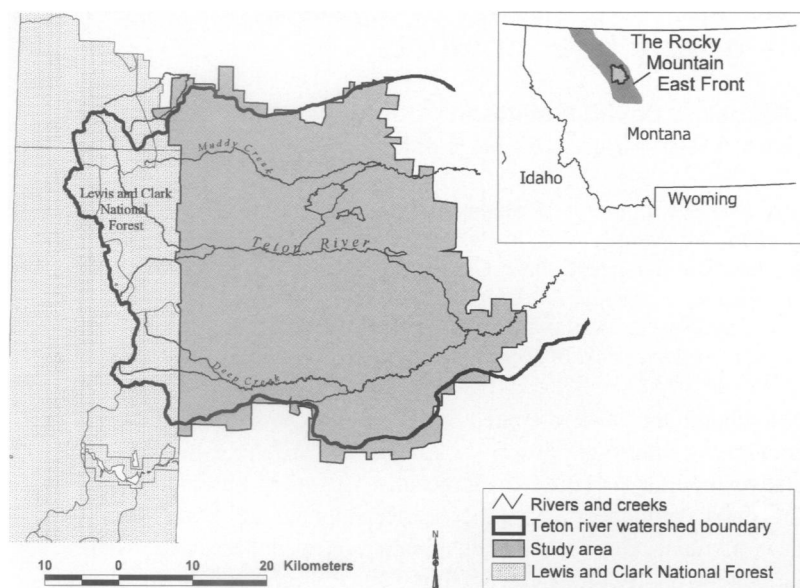 The Rocky
Mountain
East Front
Montana
Idaho
Wyoming
Muddy Creek
Lewis and Clark
National
Forest
Teton River
Deep Creek
N
Rivers and creeks
Teton river watershed boundary
Study area
Lewis and Clark National Forest
10 0 10 20 Kilometers